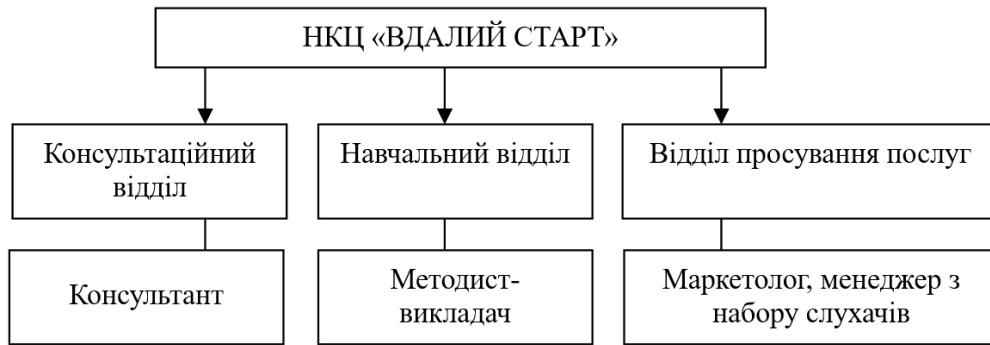 НКЦ «ВДАЛИЙ СТАРТ»
Консультаційний
відділ
Навчальний відділ
Відділ просування послуг
Консультант
Методист-
викладач
Маркетолог, менеджер з
набору слухачів